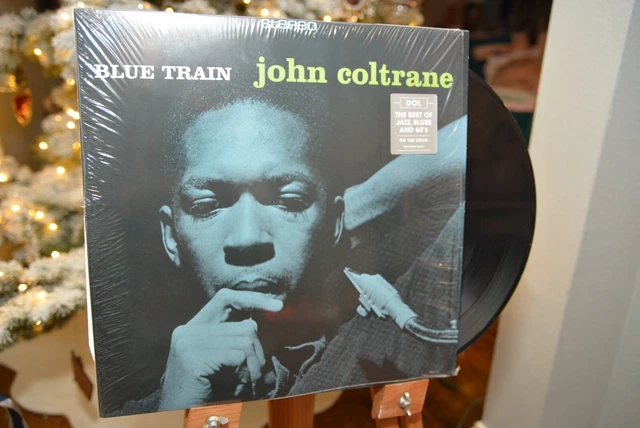 STEREO
BLUE TRAIN john coltrane
DOL
THE BEST OF
JAZZ, BLUES
AND 60's